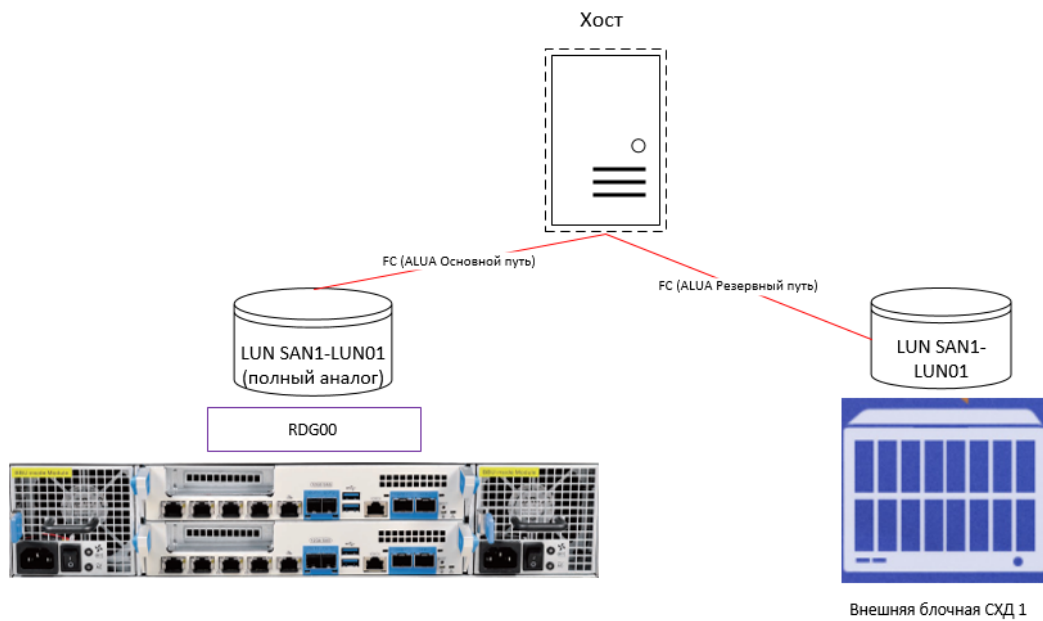 Хост
FC (ALUA Основной путь)
FC (ALUA Резервный путь)
LUN SAN1-LUN01
(полный аналог)
LUN SAN1-
LUN01
RDG00
Внешняя блочная СХД 1